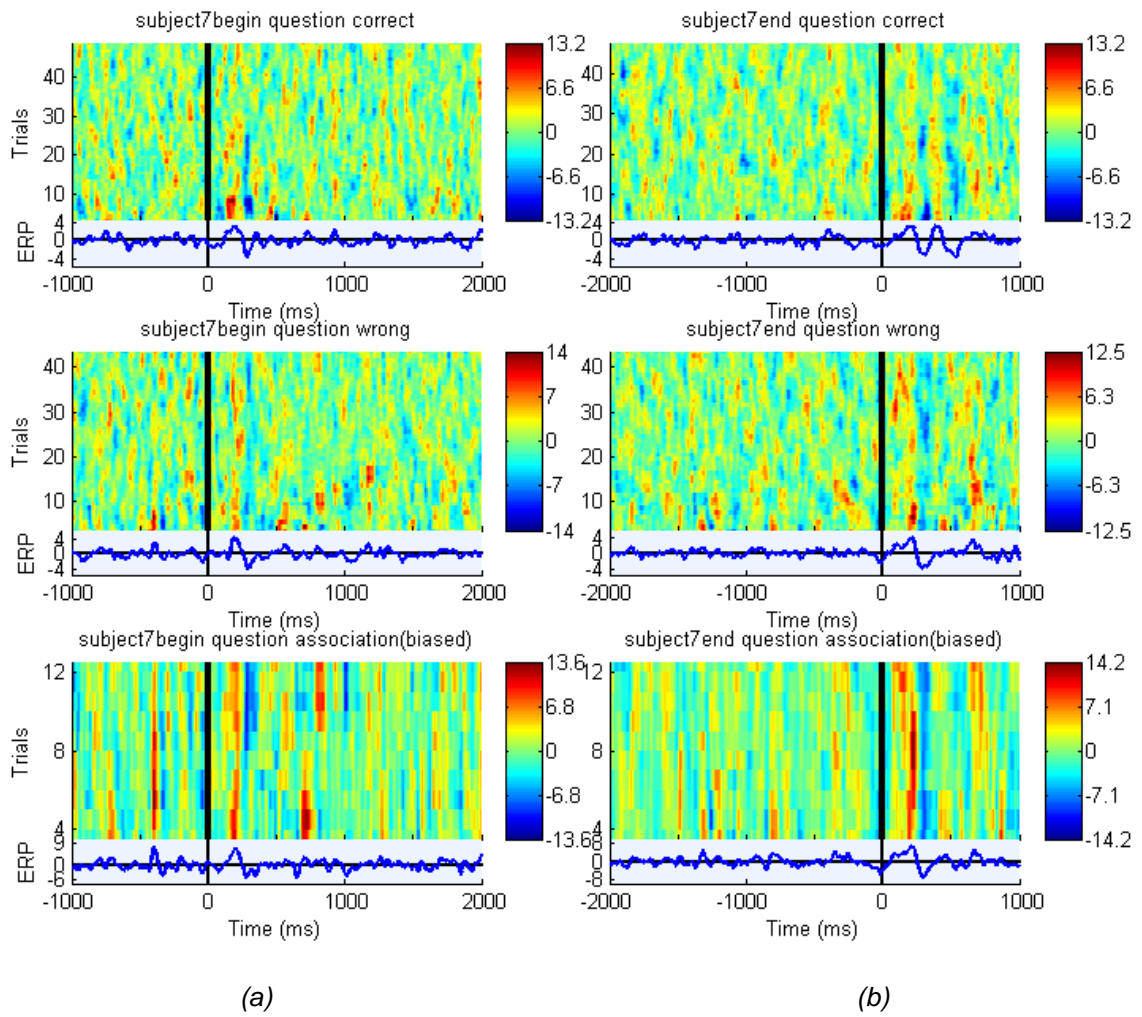 subject7begin question correct
13.2
6.6
0
-6.6
-13.2
Trials
40
30
20
10
ERP
4
0
-4
-1000 0 1000 2000
Time (ms)
subject7end question correct
13.2
6.6
0
-6.6
-13.2
40
30
20
10
4
0
-4
-2000 -1000 0 1000
Time (ms)
subject7begin question wrong
14
7
0
-7
-14
Trials
40
30
20
10
ERP
4
0
-4
-1000 0 1000 2000
Time (ms)
subject7end question wrong
12.5
6.3
0
-6.3
-12.5
40
30
20
10
4
0
-4
-2000 -1000 0 1000
Time (ms)
subject7begin question association(biased)
13.6
6.8
0
-6.8
-13.6
Trials
12
8
4
ERP
0
-8
-1000 0 1000 2000
Time (ms)
subject7end question association(biased)
14.2
7.1
0
-7.1
-14.2
12
8
4
0
-8
-2000 -1000 0 1000
Time (ms)
(a)
(b)